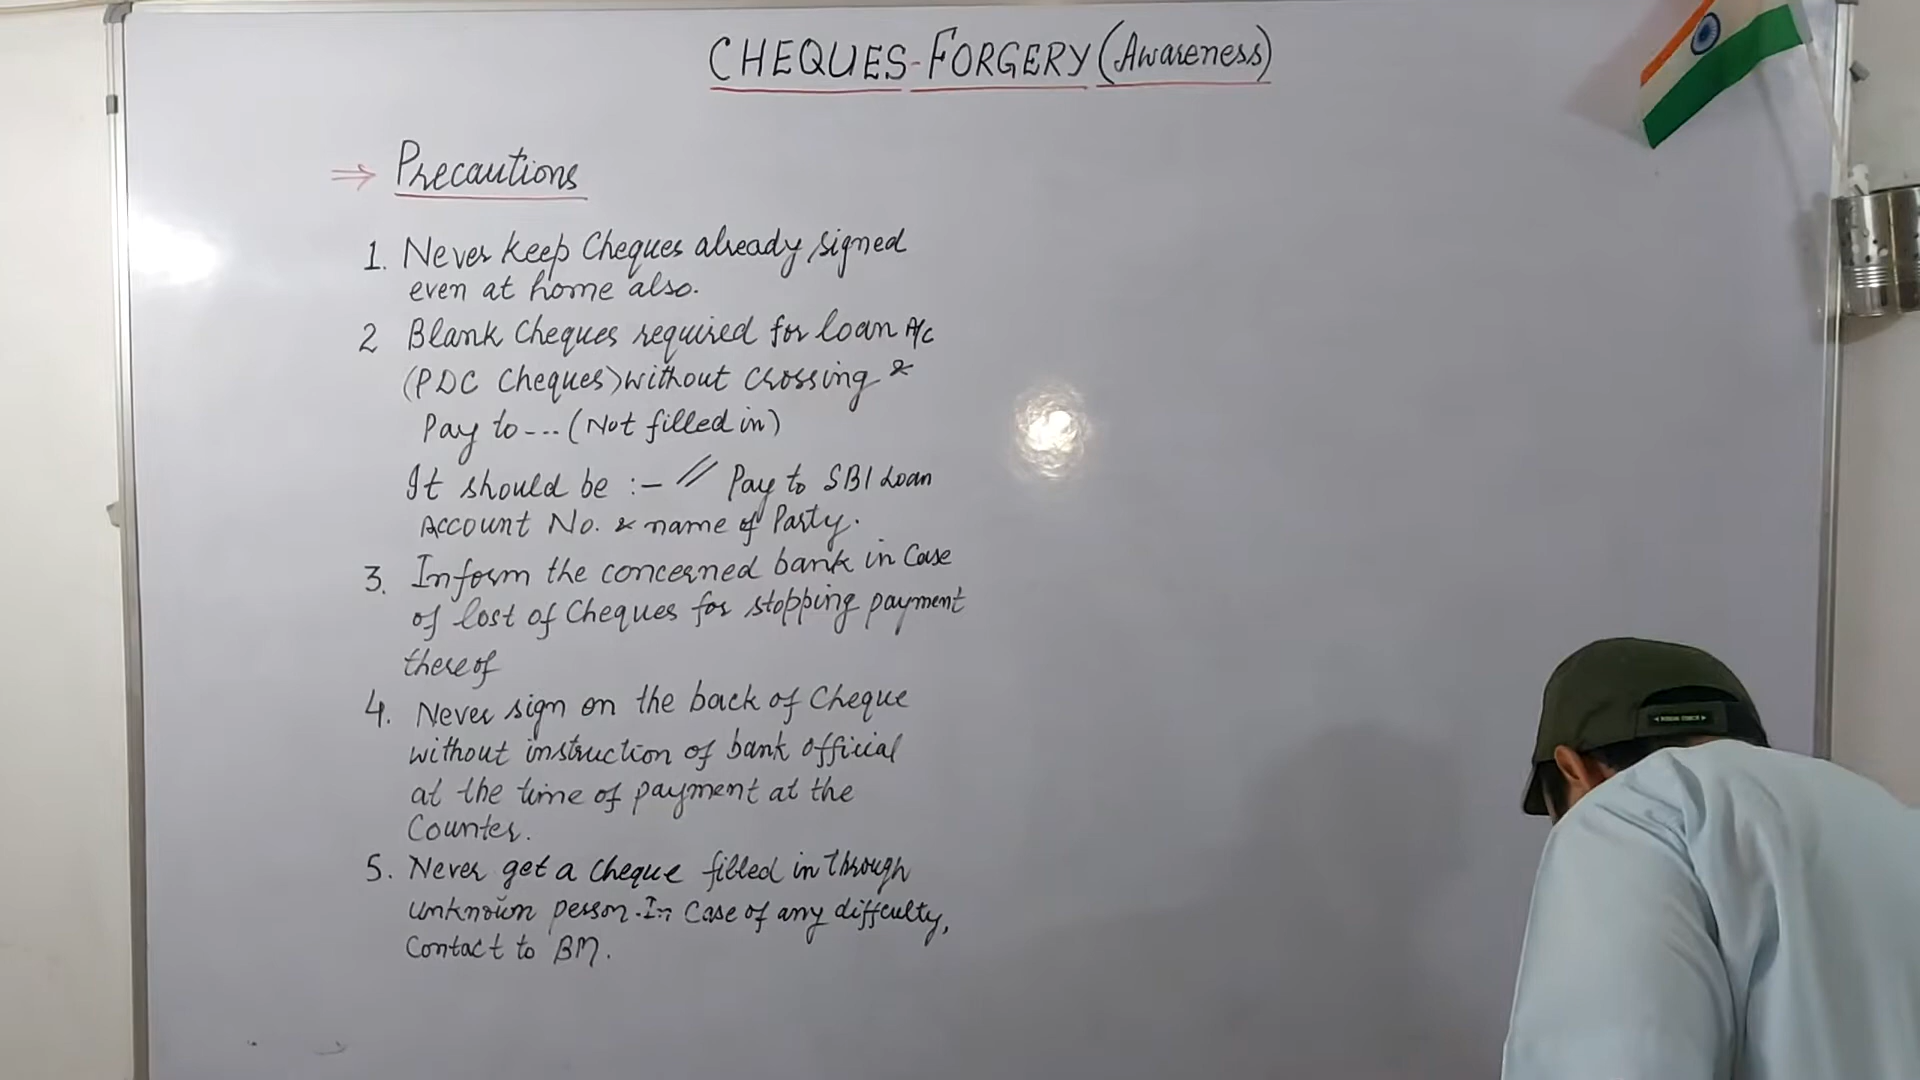 CHEQUES-FORGERY (Awareness)
⇒ Precautions
1. Never keep Cheques already signed
even at home also.
2 Blank Cheques required for loan A/c
(PDC Cheques) without crossing &
Pay to --- (Not filled in)
It should be :- // Pay to SBI Loan
Account No. & name of Party.
3. Inform the concerned bank in Case
of lost of Cheques for stopping payment
thereof
4. Never sign on the back of Cheque
without instruction of bank official
at the time of payment at the
Counter.
5. Never get a Cheque filled in through
unknown person. In Case of any difficulty,
Contact to BM.